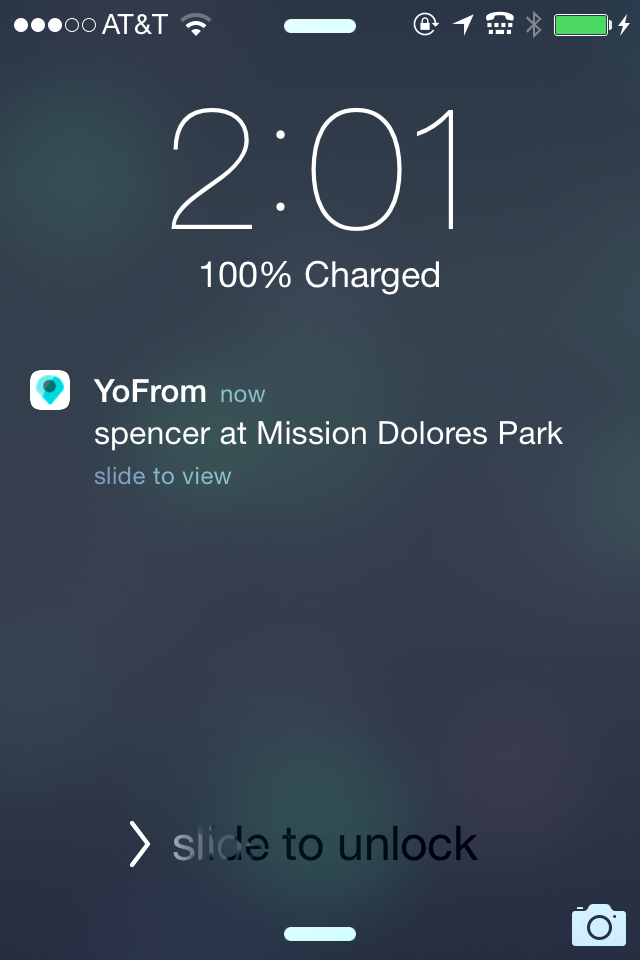 AT&T
2:01
100% Charged
YoFrom now
spencer at Mission Dolores Park
slide to view
slide to unlock